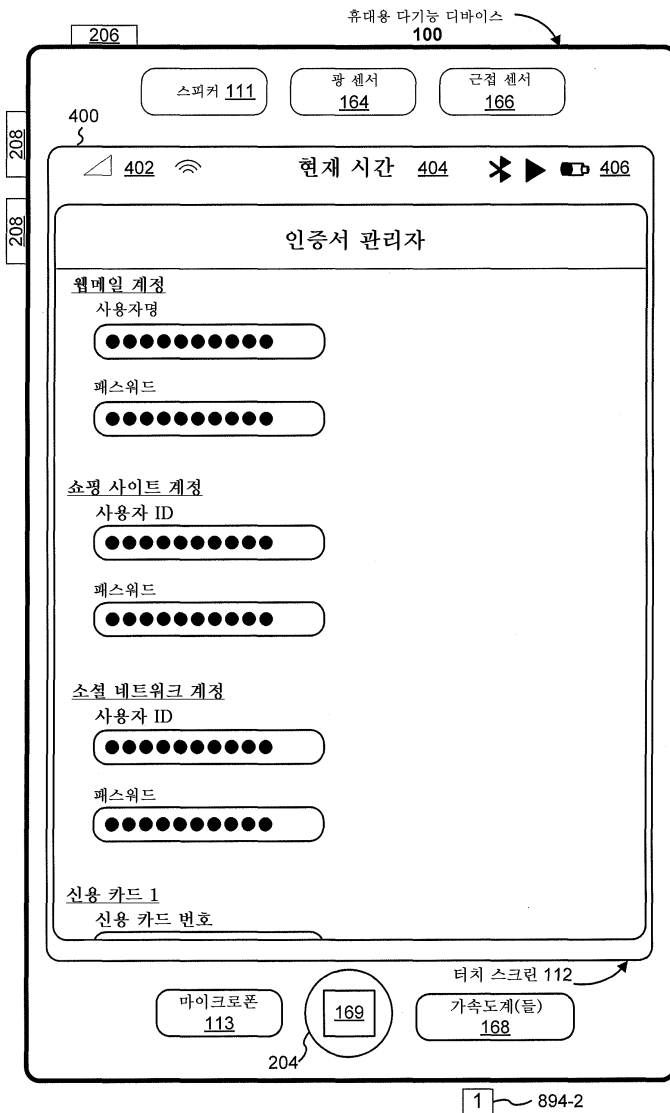 휴대용 다기능 디바이스
100
206
스피커 111
광 센서
164
근접 센서
166
208
208
400
402
현재 시간 404
406
인증서 관리자
웹메일 계정
사용자명
●●●●●●●●●●
패스워드
●●●●●●●●●●
쇼핑 사이트 계정
사용자 ID
●●●●●●●●●●
패스워드
●●●●●●●●●●
소셜 네트워크 계정
사용자 ID
●●●●●●●●●●
패스워드
●●●●●●●●●●
신용 카드 1
신용 카드 번호
터치 스크린 112
마이크로폰
113
169
가속도계(들)
168
204
1
894-2